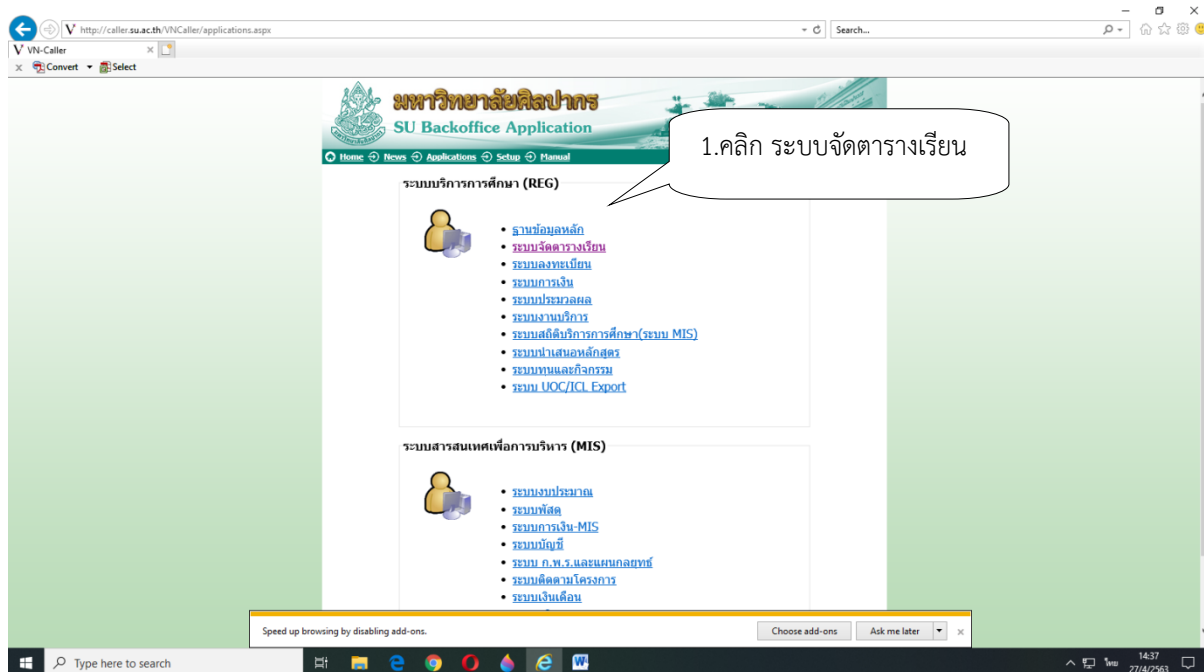 http://caller.su.ac.th/VNCaller/applications.aspx
Search...
VN-Caller
x Convert Select
มหาวิทยาลัยศิลปากร
SU Backoffice Application
Home News Applications Setup Manual
1.คลิก ระบบจัดตารางเรียน
ระบบบริการการศึกษา (REG)
ฐานข้อมูลหลัก
ระบบจัดตารางเรียน
ระบบลงทะเบียน
ระบบการเงิน
ระบบประมวลผล
ระบบงานบริการ
ระบบสถิติบริการการศึกษา(ระบบ MIS)
ระบบนำเสนอหลักสูตร
ระบบทุนและกิจกรรม
ระบบ UOC/ICL Export
ระบบสารสนเทศเพื่อการบริหาร (MIS)
ระบบงบประมาณ
ระบบพัสดุ
ระบบการเงิน-MIS
ระบบบัญชี
ระบบ ก.พ.ร.และแผนกลยุทธ์
ระบบติดตามโครงการ
ระบบเงินเดือน
Speed up browsing by disabling add-ons.
Choose add-ons
Ask me later
Type here to search
ไทย
14:37
27/4/2563